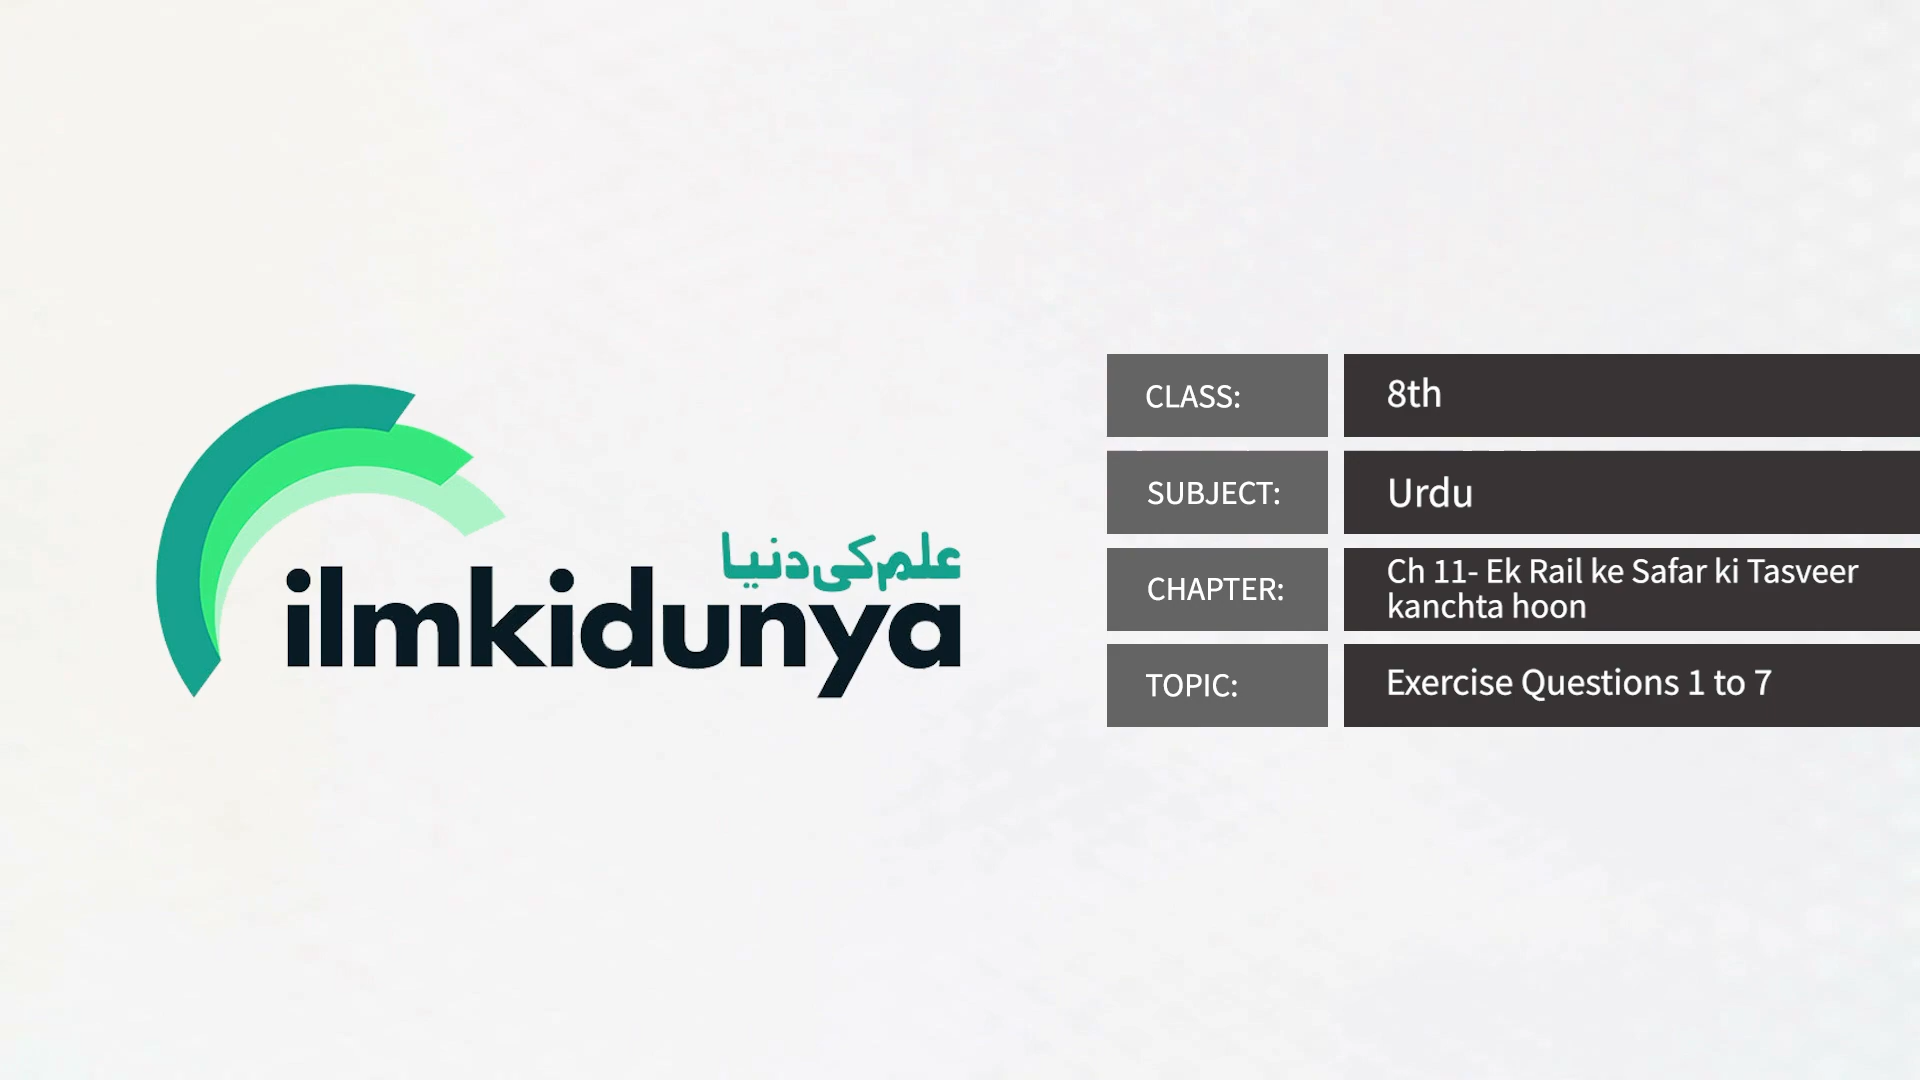 علم کی دنیا
ilmkidunya
CLASS: 8th
SUBJECT: Urdu
CHAPTER: Ch 11- Ek Rail ke Safar ki Tasveer
kanchta hoon
TOPIC: Exercise Questions 1 to 7